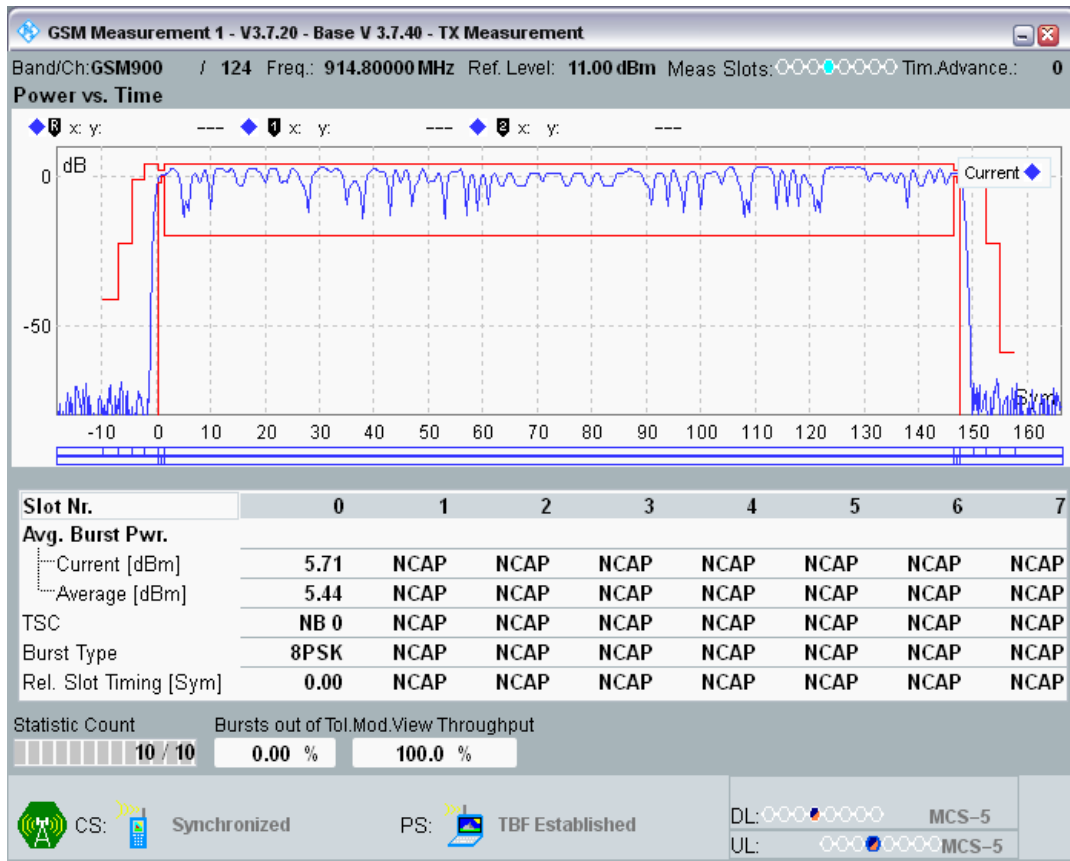 GSM Measurement 1 - V3.7.20 - Base V 3.7.40 - TX Measurement
Band/Ch:GSM900 / 124 Freq.: 914.80000 MHz Ref. Level: 11.00 dBm Meas Slots: Tim.Advance.: 0
Power vs. Time
R x: y: --- 1 x: y: --- 2 x: y: ---
dB
Current
0
-50
Sym
-10 0 10 20 30 40 50 60 70 80 90 100 110 120 130 140 150 160
Slot Nr. 0 1 2 3 4 5 6 7
Avg. Burst Pwr.
Current [dBm] 5.71 NCAP NCAP NCAP NCAP NCAP NCAP NCAP
Average [dBm] 5.44 NCAP NCAP NCAP NCAP NCAP NCAP NCAP
TSC NB 0 NCAP NCAP NCAP NCAP NCAP NCAP NCAP
Burst Type 8PSK NCAP NCAP NCAP NCAP NCAP NCAP NCAP
Rel. Slot Timing [Sym] 0.00 NCAP NCAP NCAP NCAP NCAP NCAP NCAP
Statistic Count Bursts out of Tol.Mod.View Throughput
10 / 10 0.00 % 100.0 %
CS: Synchronized PS: TBF Established DL: MCS-5
UL: MCS-5